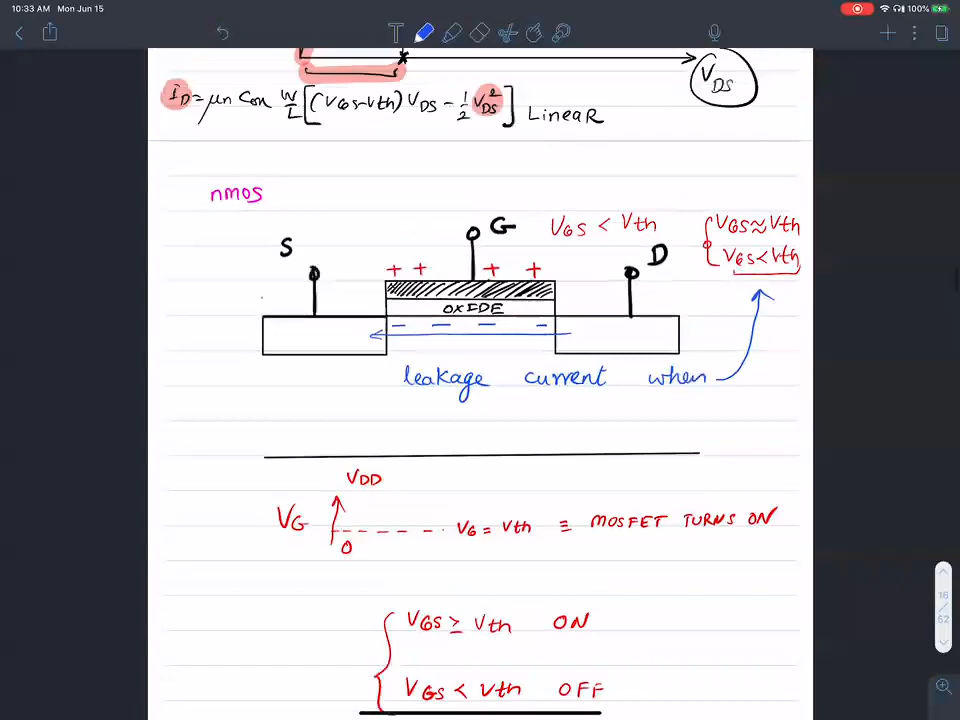 10:33 AM Mon Jun 15
100%
VDS
ID = μn Cox W/L [(VGS-Vth) VDS - 1/2 VDS²] LineaR
nmos
S
G
VGS < Vth
D
VGS ≈ Vth
VGS < Vth
+ + + +
OXIDE
− − − −
leakage current when
VDD
VG
VG = Vth ≡ MOSFET TURNS ON
0
VGS ≥ Vth ON
VGS < Vth OFF
16
/
52